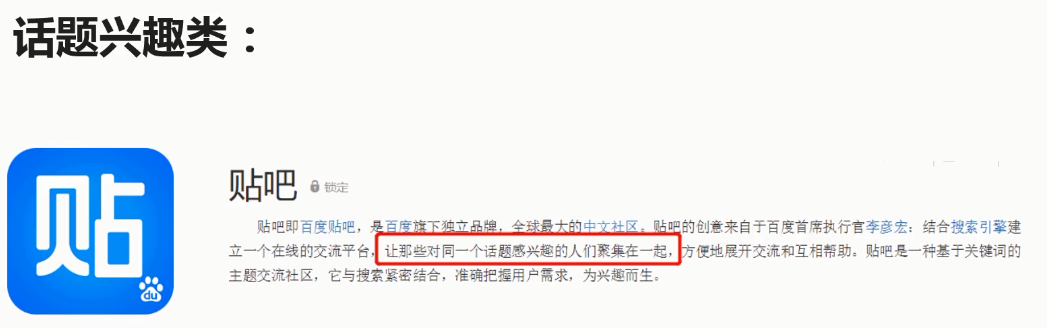 话题兴趣类：
贴
du
贴吧 锁定
贴吧即百度贴吧，是百度旗下独立品牌，全球最大的中文社区。贴吧的创意来自于百度首席执行官李彦宏：结合搜索引擎建
立一个在线的交流平台，让那些对同一个话题感兴趣的人们聚集在一起，方便地展开交流和互相帮助。贴吧是一种基于关键词的
主题交流社区，它与搜索紧密结合，准确把握用户需求，为兴趣而生。